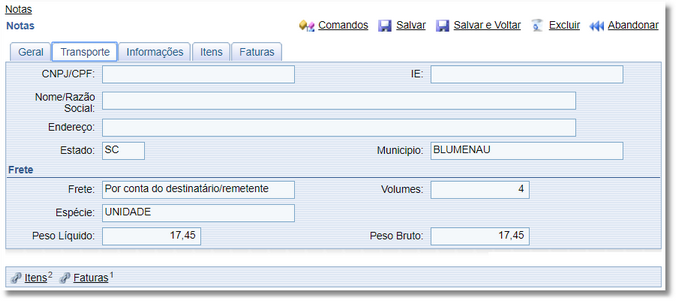 Notas
Notas Comandos Salvar Salvar e Voltar Excluir Abandonar
Geral Transporte Informações Itens Faturas
CNPJ/CPF: IE:
Nome/Razão
Social:
Endereço:
Estado: SC Municipio: BLUMENAU
Frete
Frete: Por conta do destinatário/remetente Volumes: 4
Espécie: UNIDADE
Peso Líquido: 17,45 Peso Bruto: 17,45
Itens 2 Faturas 1